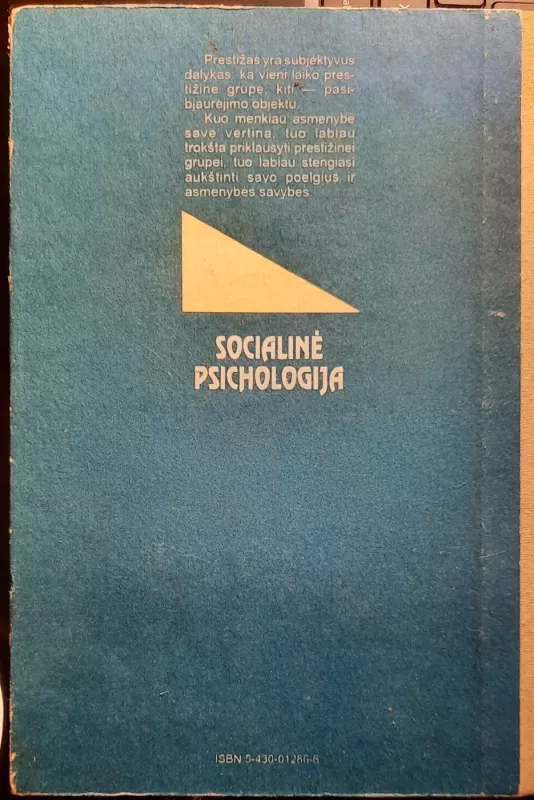 Prestižas yra subjektyvus
dalykas: ką vieni laiko pres-
tižine grupe, kiti — pasi-
bjaurėjimo objektu.
Kuo menkiau asmenybė
save vertina, tuo labiau
trokšta priklausyti prestižinei
grupei, tuo labiau stengiasi
aukštinti savo poelgius ir
asmenybės savybes.
SOCIALINĖ
PSICHOLOGIJA
ISBN 5-430-01286-6